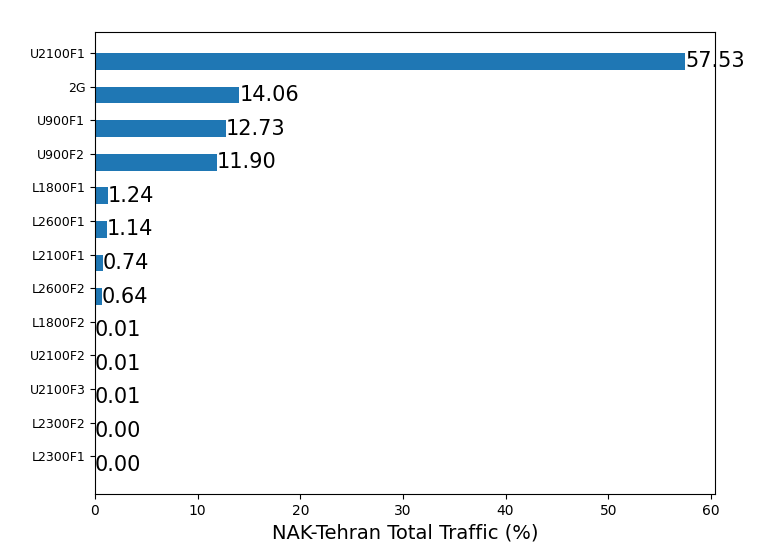 U2100F1 57.53
2G 14.06
U900F1 12.73
U900F2 11.90
L1800F1 1.24
L2600F1 1.14
L2100F1 0.74
L2600F2 0.64
L1800F2 0.01
U2100F2 0.01
U2100F3 0.01
L2300F2 0.00
L2300F1 0.00
0 10 20 30 40 50 60
NAK-Tehran Total Traffic (%)